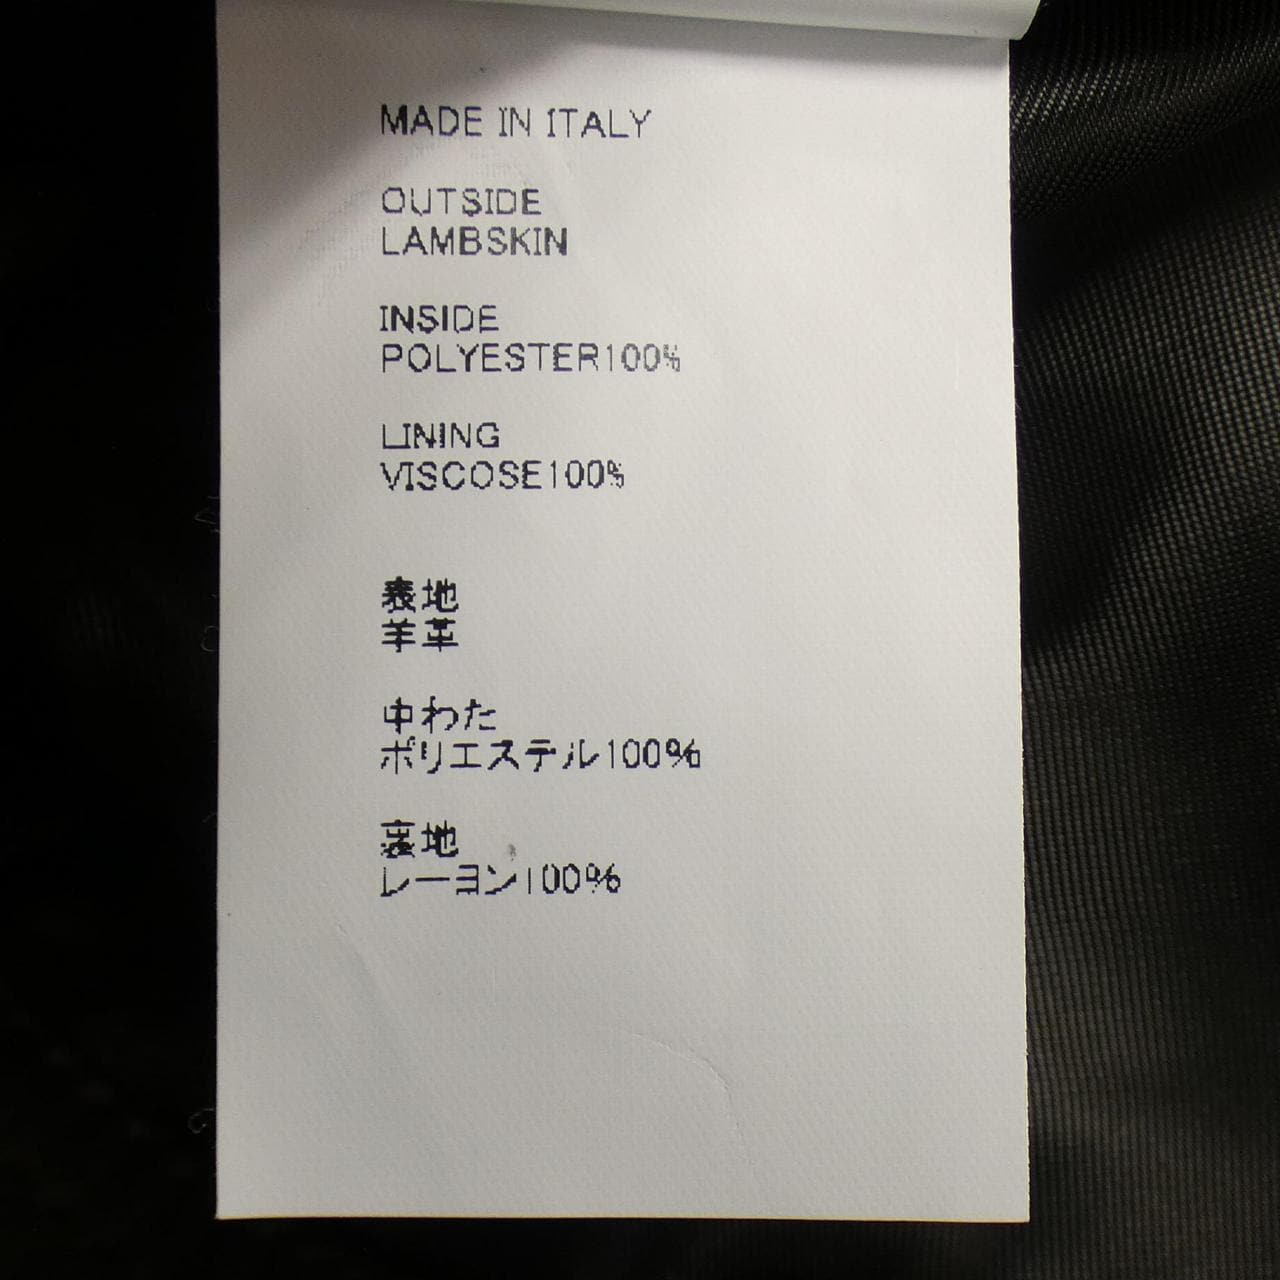 MADE IN ITALY
OUTSIDE
LAMBSKIN
INSIDE
POLYESTER100%
LINING
VISCOSE100%
表地
羊革
中わた
ポリエステル100%
裏地
レーヨン100%